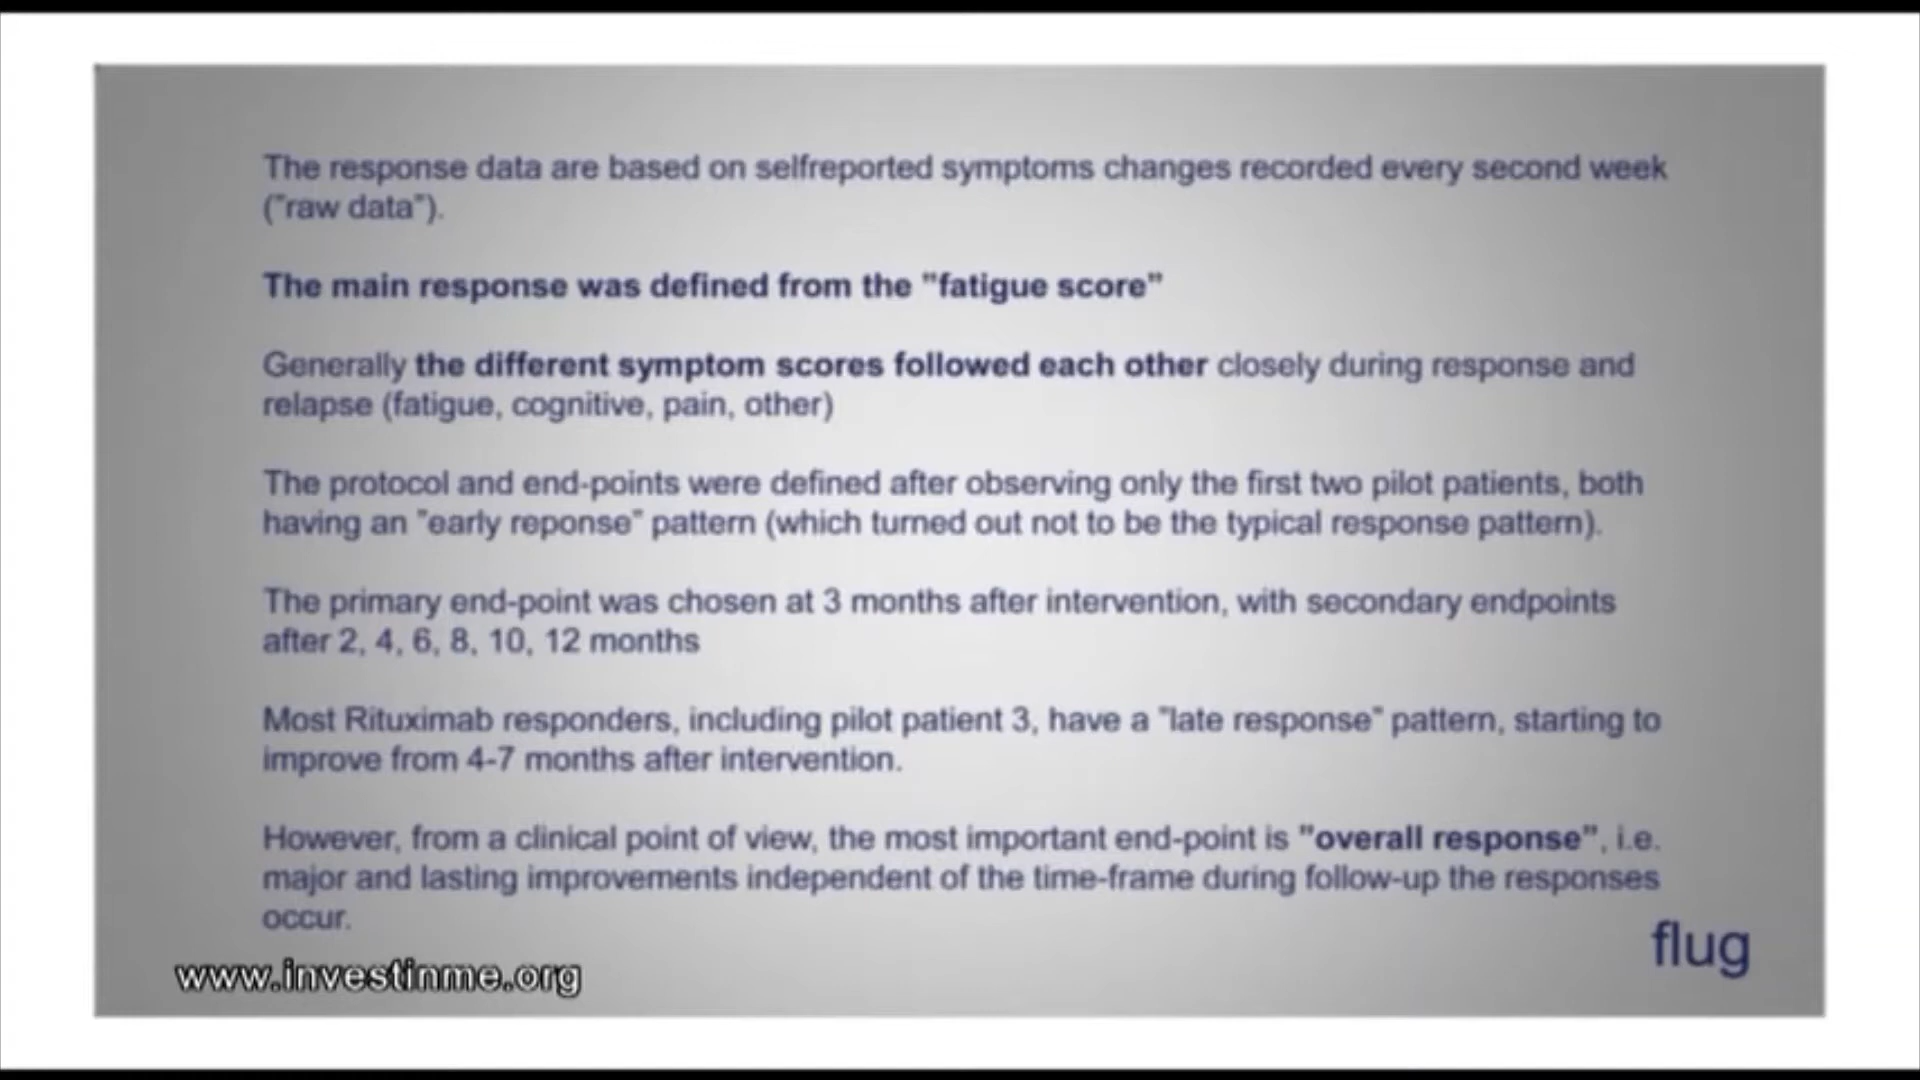 The response data are based on selfreported symptoms changes recorded every second week
("raw data").
The main response was defined from the "fatigue score"
Generally the different symptom scores followed each other closely during response and
relapse (fatigue, cognitive, pain, other)
The protocol and end-points were defined after observing only the first two pilot patients, both
having an "early reponse" pattern (which turned out not to be the typical response pattern).
The primary end-point was chosen at 3 months after intervention, with secondary endpoints
after 2, 4, 6, 8, 10, 12 months
Most Rituximab responders, including pilot patient 3, have a "late response" pattern, starting to
improve from 4-7 months after intervention.
However, from a clinical point of view, the most important end-point is "overall response", i.e.
major and lasting improvements independent of the time-frame during follow-up the responses
occur.
flug
www.investinme.org